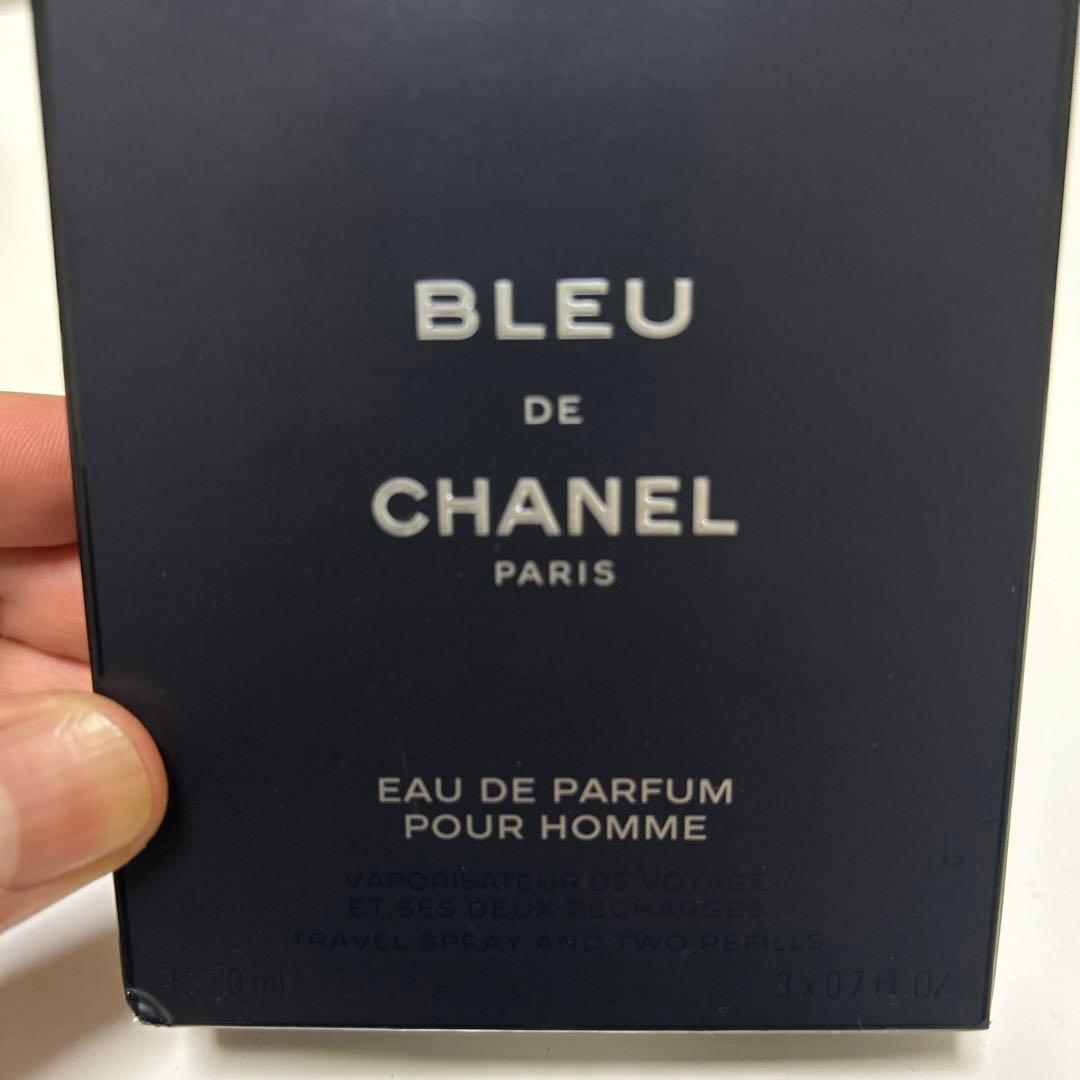 BLEU
DE
CHANEL
PARIS
EAU DE PARFUM
POUR HOMME
VAPORISATEUR DE VOYAGE
ET SES DEUX RECHARGES
TRAVEL SPRAY AND TWO REFILLS
x 20 ml
3 x 0.7 FL.OZ.